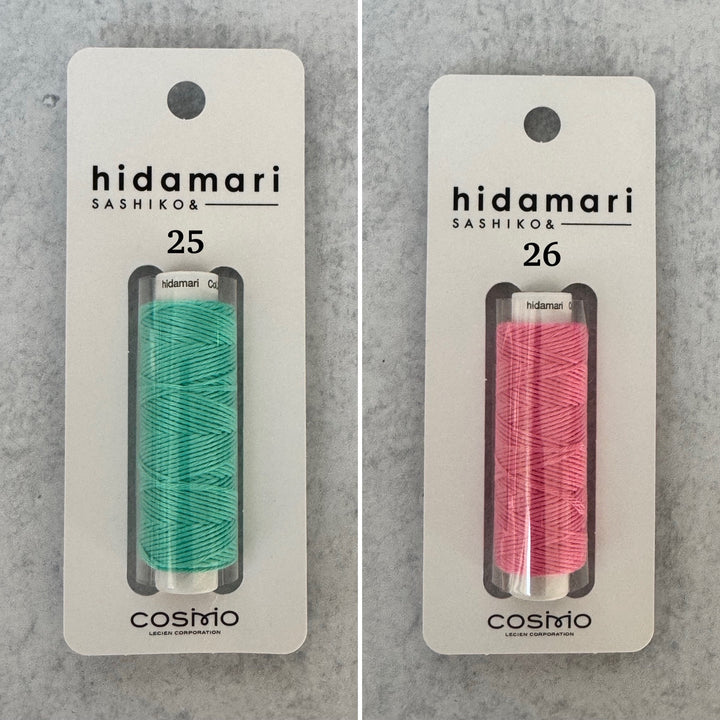 hidamari
SASHIKO&
25
hidamari
COSMO
LECIEN CORPORATION
hidamari
SASHIKO&
26
hidamari
COSMO
LECIEN CORPORATION